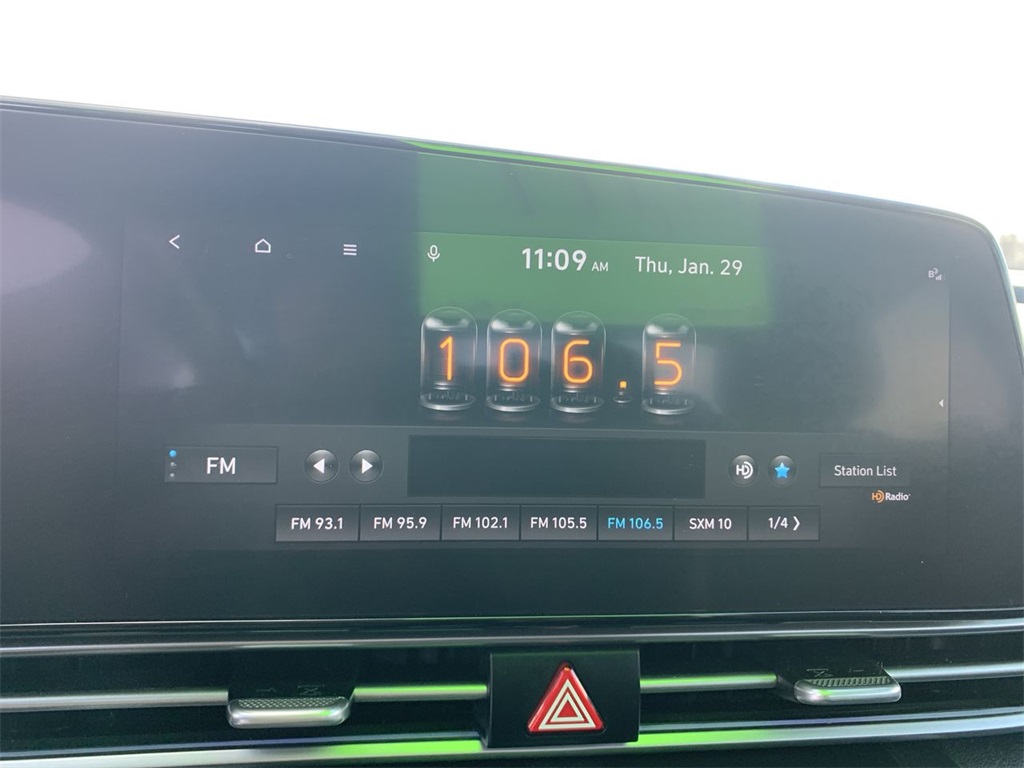 11:09 AM Thu, Jan. 29
106.5
FM
HD
Station List
HD Radio
FM 93.1 FM 95.9 FM 102.1 FM 105.5 FM 106.5 SXM 10 1/4 ❯